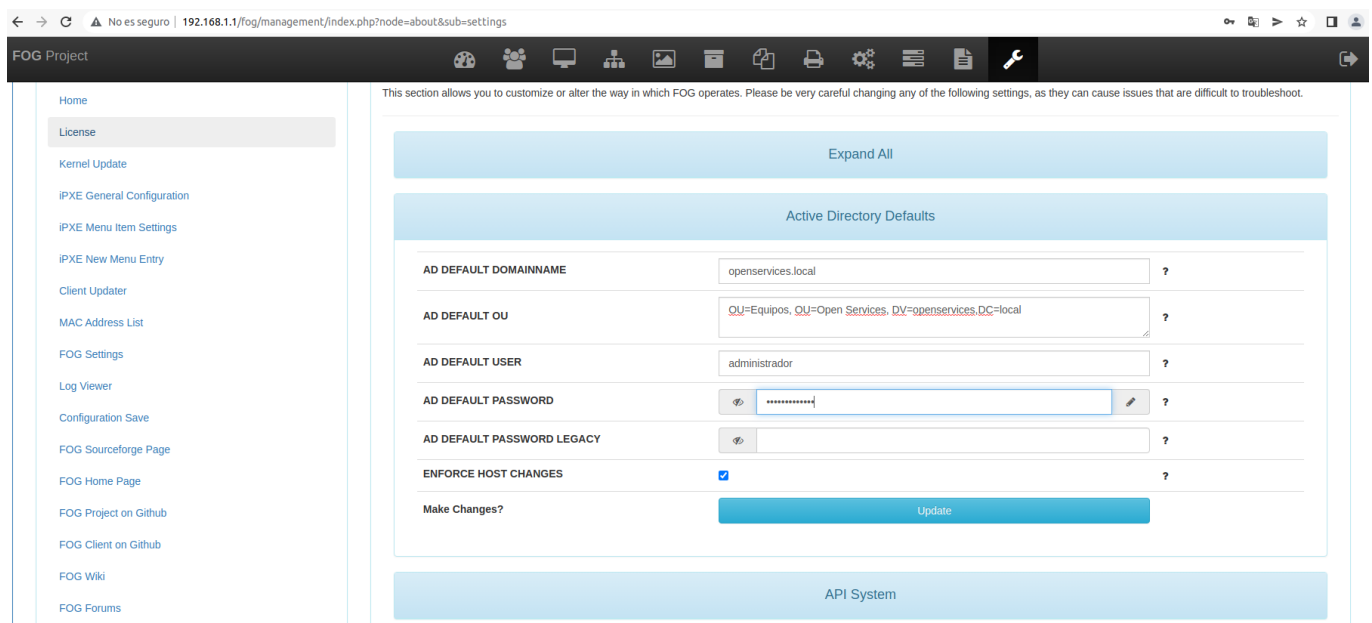 No es seguro | 192.168.1.1/fog/management/index.php?node=about&sub=settings
FOG Project
Home
License
Kernel Update
iPXE General Configuration
iPXE Menu Item Settings
iPXE New Menu Entry
Client Updater
MAC Address List
FOG Settings
Log Viewer
Configuration Save
FOG Sourceforge Page
FOG Home Page
FOG Project on Github
FOG Client on Github
FOG Wiki
FOG Forums
This section allows you to customize or alter the way in which FOG operates. Please be very careful changing any of the following settings, as they can cause issues that are difficult to troubleshoot.
Expand All
Active Directory Defaults
AD DEFAULT DOMAINNAME openservices.local ?
AD DEFAULT OU OU=Equipos, OU=Open Services, DV=openservices,DC=local ?
AD DEFAULT USER administrador ?
AD DEFAULT PASSWORD ••••••••••••• ?
AD DEFAULT PASSWORD LEGACY ?
ENFORCE HOST CHANGES ?
Make Changes? Update
API System